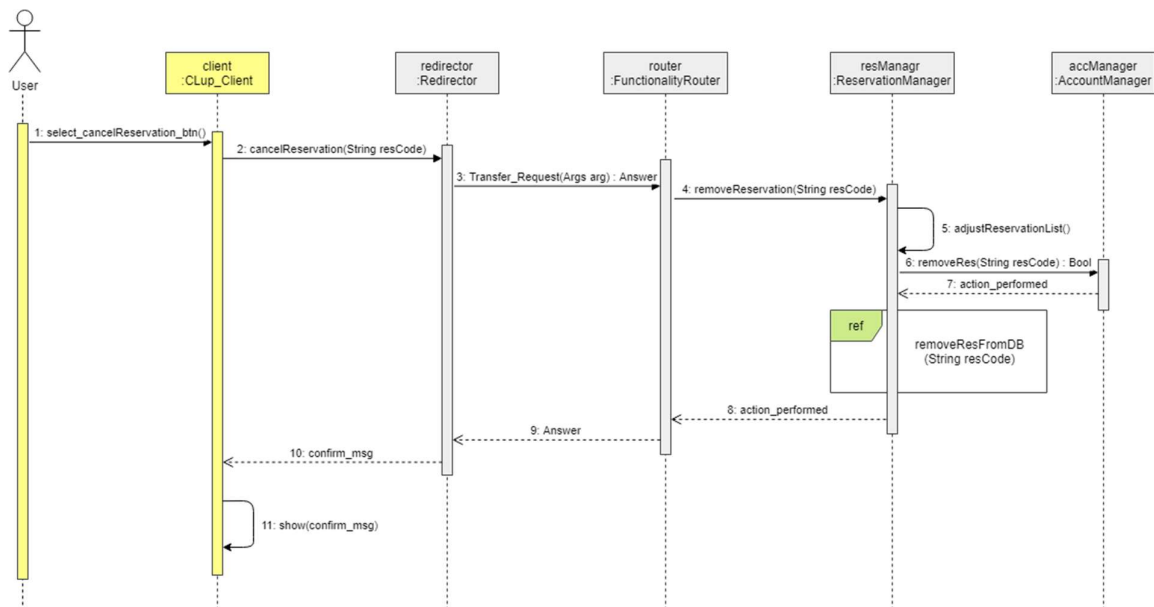 User
client
:CLup_Client
redirector
:Redirector
router
:FunctionalityRouter
resManagr
:ReservationManager
accManager
:AccountManager
1: select_cancelReservation_btn()
2: cancelReservation(String resCode)
3: Transfer_Request(Args arg) : Answer
4: removeReservation(String resCode)
5: adjustReservationList()
6: removeRes(String resCode) : Bool
7: action_performed
ref
removeResFromDB
(String resCode)
8: action_performed
9: Answer
10: confirm_msg
11: show(confirm_msg)